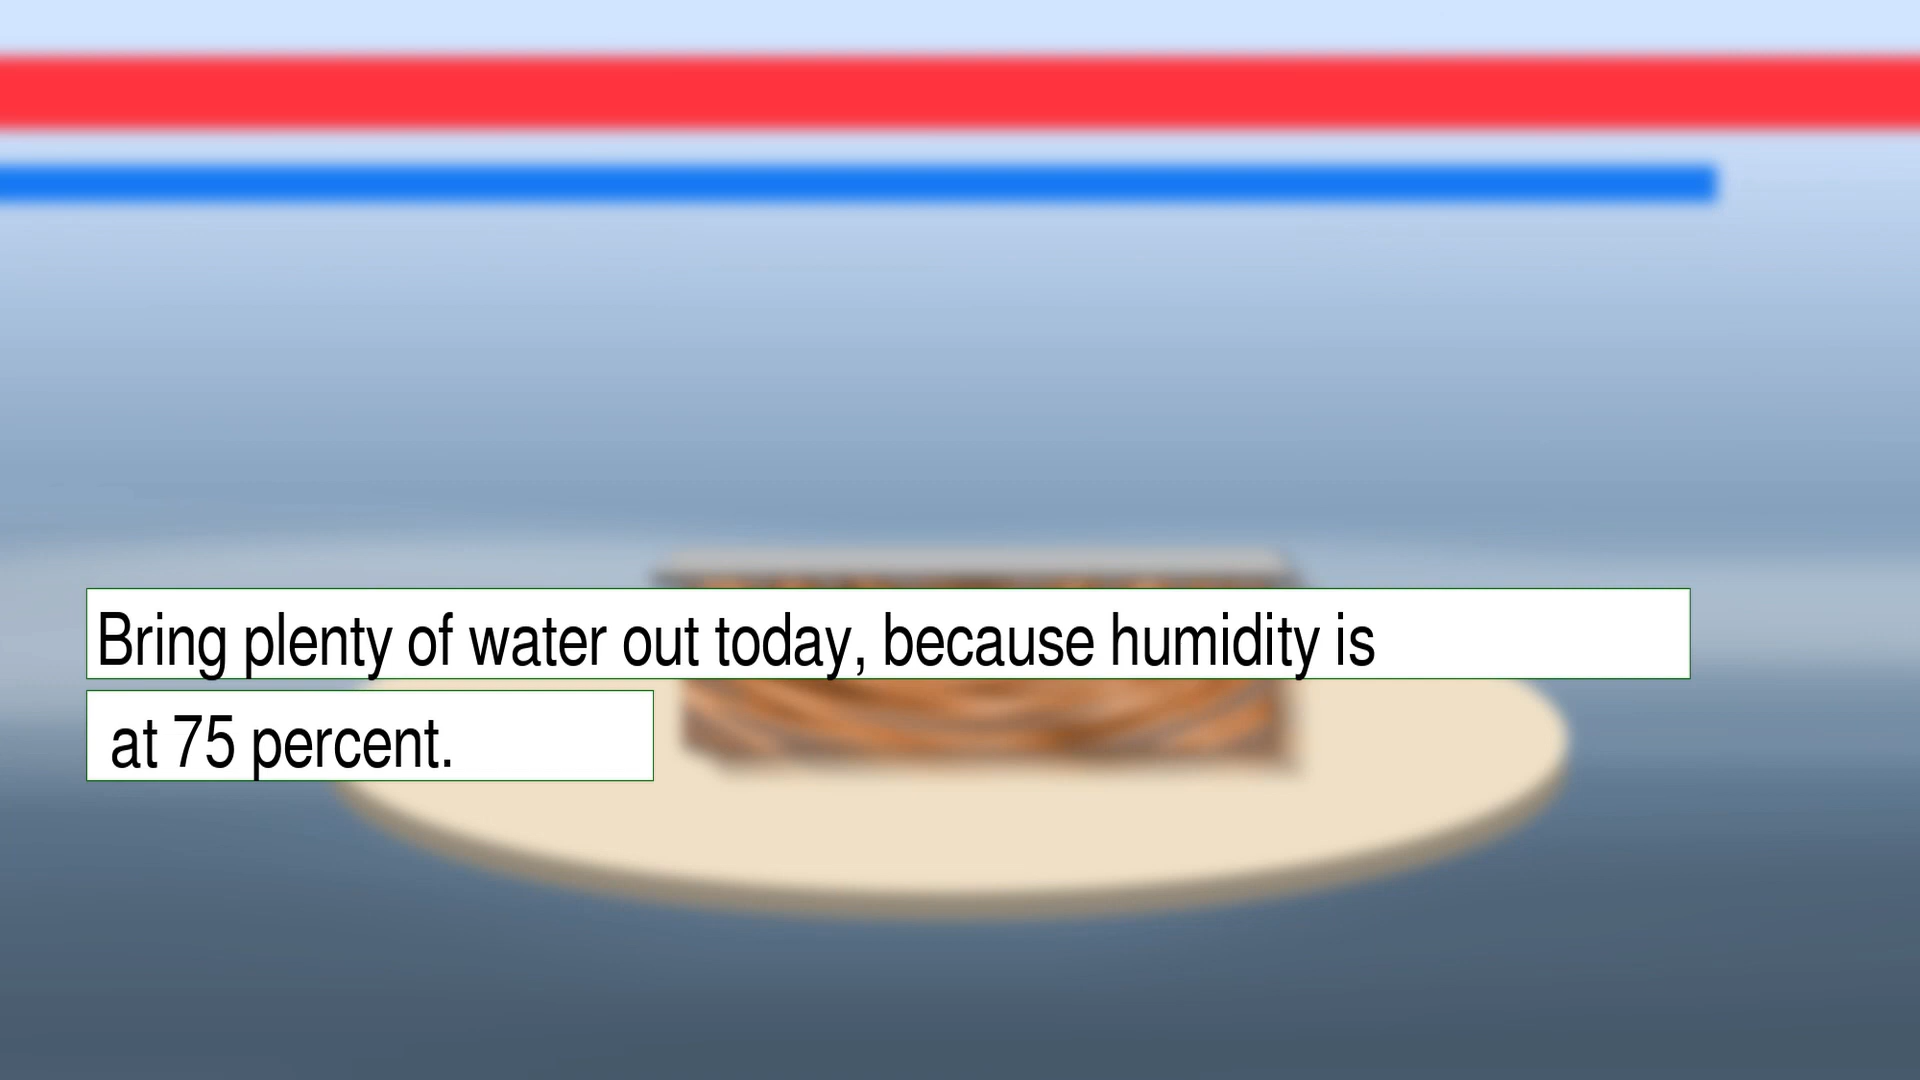 Bring plenty of water out today, because humidity is
at 75 percent.